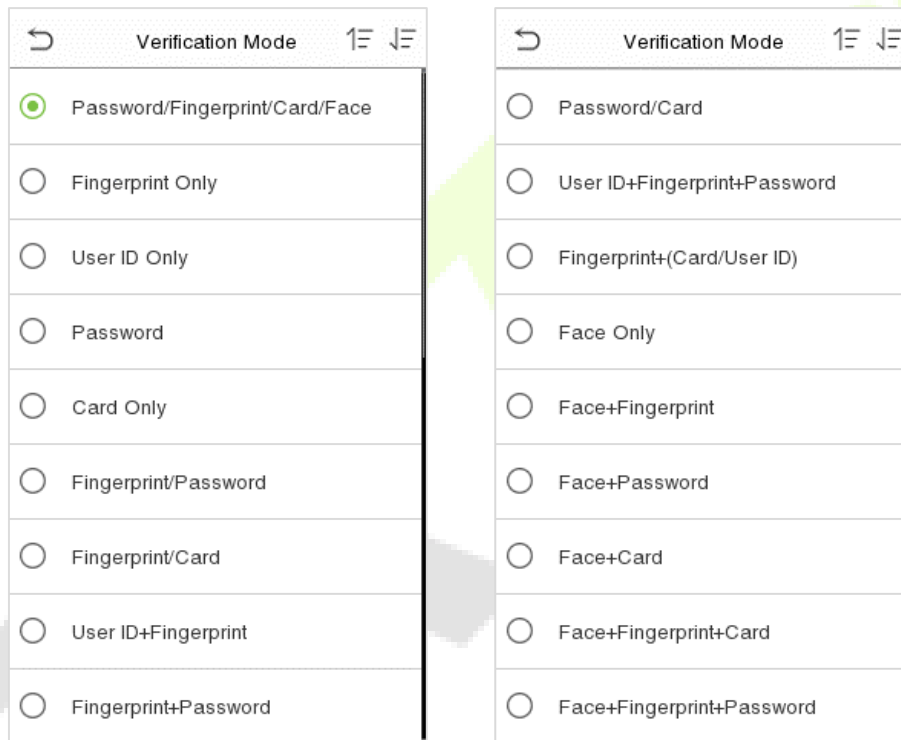 Verification Mode
Password/Fingerprint/Card/Face
Fingerprint Only
User ID Only
Password
Card Only
Fingerprint/Password
Fingerprint/Card
User ID+Fingerprint
Fingerprint+Password
Verification Mode
Password/Card
User ID+Fingerprint+Password
Fingerprint+(Card/User ID)
Face Only
Face+Fingerprint
Face+Password
Face+Card
Face+Fingerprint+Card
Face+Fingerprint+Password